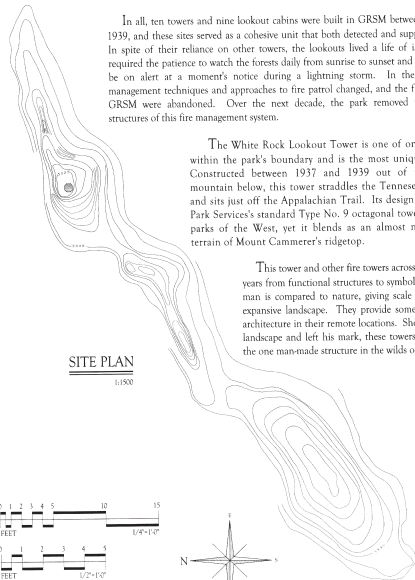 In all, ten towers and nine lookout cabins were built in GRSM
1939, and these sites served as a cohesive unit that both detected and
In spite of their reliance on other towers, the lookouts lived a life of
required the patience to watch the forests daily from sunrise to sunset and
be on alert at a moment's notice during a lightning storm. In the
management techniques and approaches to fire patrol changed, and the
GRSM were abandoned. Over the next decade, the park removed
structures of this fire management system.
The White Rock Lookout Tower is one of
within the park's boundary and is the most
Constructed between 1937 and 1939 out of
mountain below, this tower straddles the
and sits just off the Appalachian Trail. Its design
Park Services's standard Type No. 9 octagonal
parks of the West, yet it blends as an almost
terrain of Mount Cammerer's ridgetop.
This tower and other fire towers across
years from functional structures to
man is compared to nature, giving scale
expansive landscape. They provide some
architecture in their remote locations.
landscape and left his mark, these towers
the one man-made structure in the wilds
SITE PLAN
1:1500
1 2 3 4 5 10 15
FEET 1/4"=1'-0"
1 2 3 4 5
FEET 1/2"=1'-0"
N